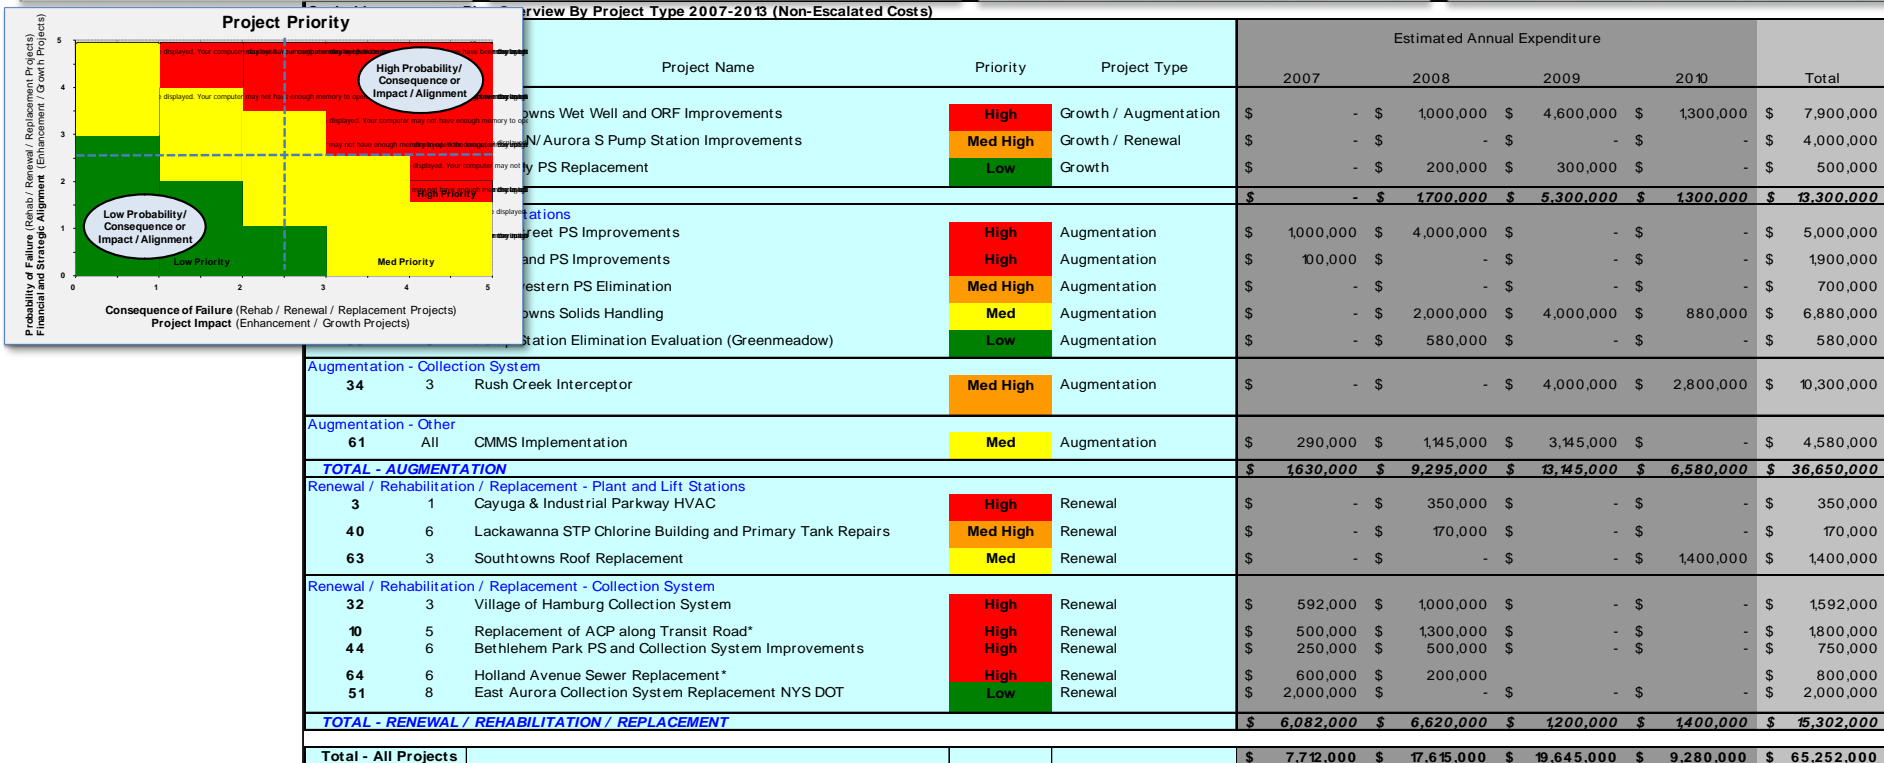 Plan Overview By Project Type 2007-2013 (Non-Escalated Costs)
Project Priority
Probability of Failure (Rehab / Renewal / Replacement Projects)
Financial and Strategic Alignment (Enhancement / Growth Projects)
5
4
3
2
1
0
High Probability/
Consequence or
Impact / Alignment
Low Probability/
Consequence or
Impact / Alignment
High Priority
Low Priority
Med Priority
0 1 2 3 4 5
Consequence of Failure (Rehab / Renewal / Replacement Projects)
Project Impact (Enhancement / Growth Projects)
Estimated Annual Expenditure
Project Name Priority Project Type 2007 2008 2009 2010 Total
owns Wet Well and ORF Improvements High Growth / Augmentation $ - $ 1,000,000 $ 4,600,000 $ 1,300,000 $ 7,900,000
N/Aurora S Pump Station Improvements Med High Growth / Renewal $ - $ - $ - $ - $ 4,000,000
y PS Replacement Low Growth $ - $ 200,000 $ 300,000 $ - $ 500,000
$ - $ 1,700,000 $ 5,300,000 $ 1,300,000 $ 13,300,000
tations
reet PS Improvements High Augmentation $ 1,000,000 $ 4,000,000 $ - $ - $ 5,000,000
and PS Improvements High Augmentation $ 100,000 $ - $ - $ - $ 1,900,000
estern PS Elimination Med High Augmentation $ - $ - $ - $ - $ 700,000
owns Solids Handling Med Augmentation $ - $ 2,000,000 $ 4,000,000 $ 880,000 $ 6,880,000
Station Elimination Evaluation (Greenmeadow) Low Augmentation $ - $ 580,000 $ - $ - $ 580,000
Augmentation - Collection System
34 3 Rush Creek Interceptor Med High Augmentation $ - $ - $ 4,000,000 $ 2,800,000 $ 10,300,000
Augmentation - Other
61 All CMMS Implementation Med Augmentation $ 290,000 $ 1,145,000 $ 3,145,000 $ - $ 4,580,000
TOTAL - AUGMENTATION $ 1,630,000 $ 9,295,000 $ 13,145,000 $ 6,580,000 $ 36,650,000
Renewal / Rehabilitation / Replacement - Plant and Lift Stations
3 1 Cayuga & Industrial Parkway HVAC High Renewal $ - $ 350,000 $ - $ - $ 350,000
40 6 Lackawanna STP Chlorine Building and Primary Tank Repairs Med High Renewal $ - $ 170,000 $ - $ - $ 170,000
63 3 Southtowns Roof Replacement Med Renewal $ - $ - $ - $ 1,400,000 $ 1,400,000
Renewal / Rehabilitation / Replacement - Collection System
32 3 Village of Hamburg Collection System High Renewal $ 592,000 $ 1,000,000 $ - $ - $ 1,592,000
10 5 Replacement of ACP along Transit Road* High Renewal $ 500,000 $ 1,300,000 $ - $ - $ 1,800,000
44 6 Bethlehem Park PS and Collection System Improvements High Renewal $ 250,000 $ 500,000 $ - $ - $ 750,000
64 6 Holland Avenue Sewer Replacement* High Renewal $ 600,000 $ 200,000 $ 800,000
51 8 East Aurora Collection System Replacement NYS DOT Low Renewal $ 2,000,000 $ - $ - $ - $ 2,000,000
TOTAL - RENEWAL / REHABILITATION / REPLACEMENT $ 6,082,000 $ 6,620,000 $ 1,200,000 $ 1,400,000 $ 15,302,000
Total - All Projects $ 7,712,000 $ 17,615,000 $ 19,645,000 $ 9,280,000 $ 65,252,000